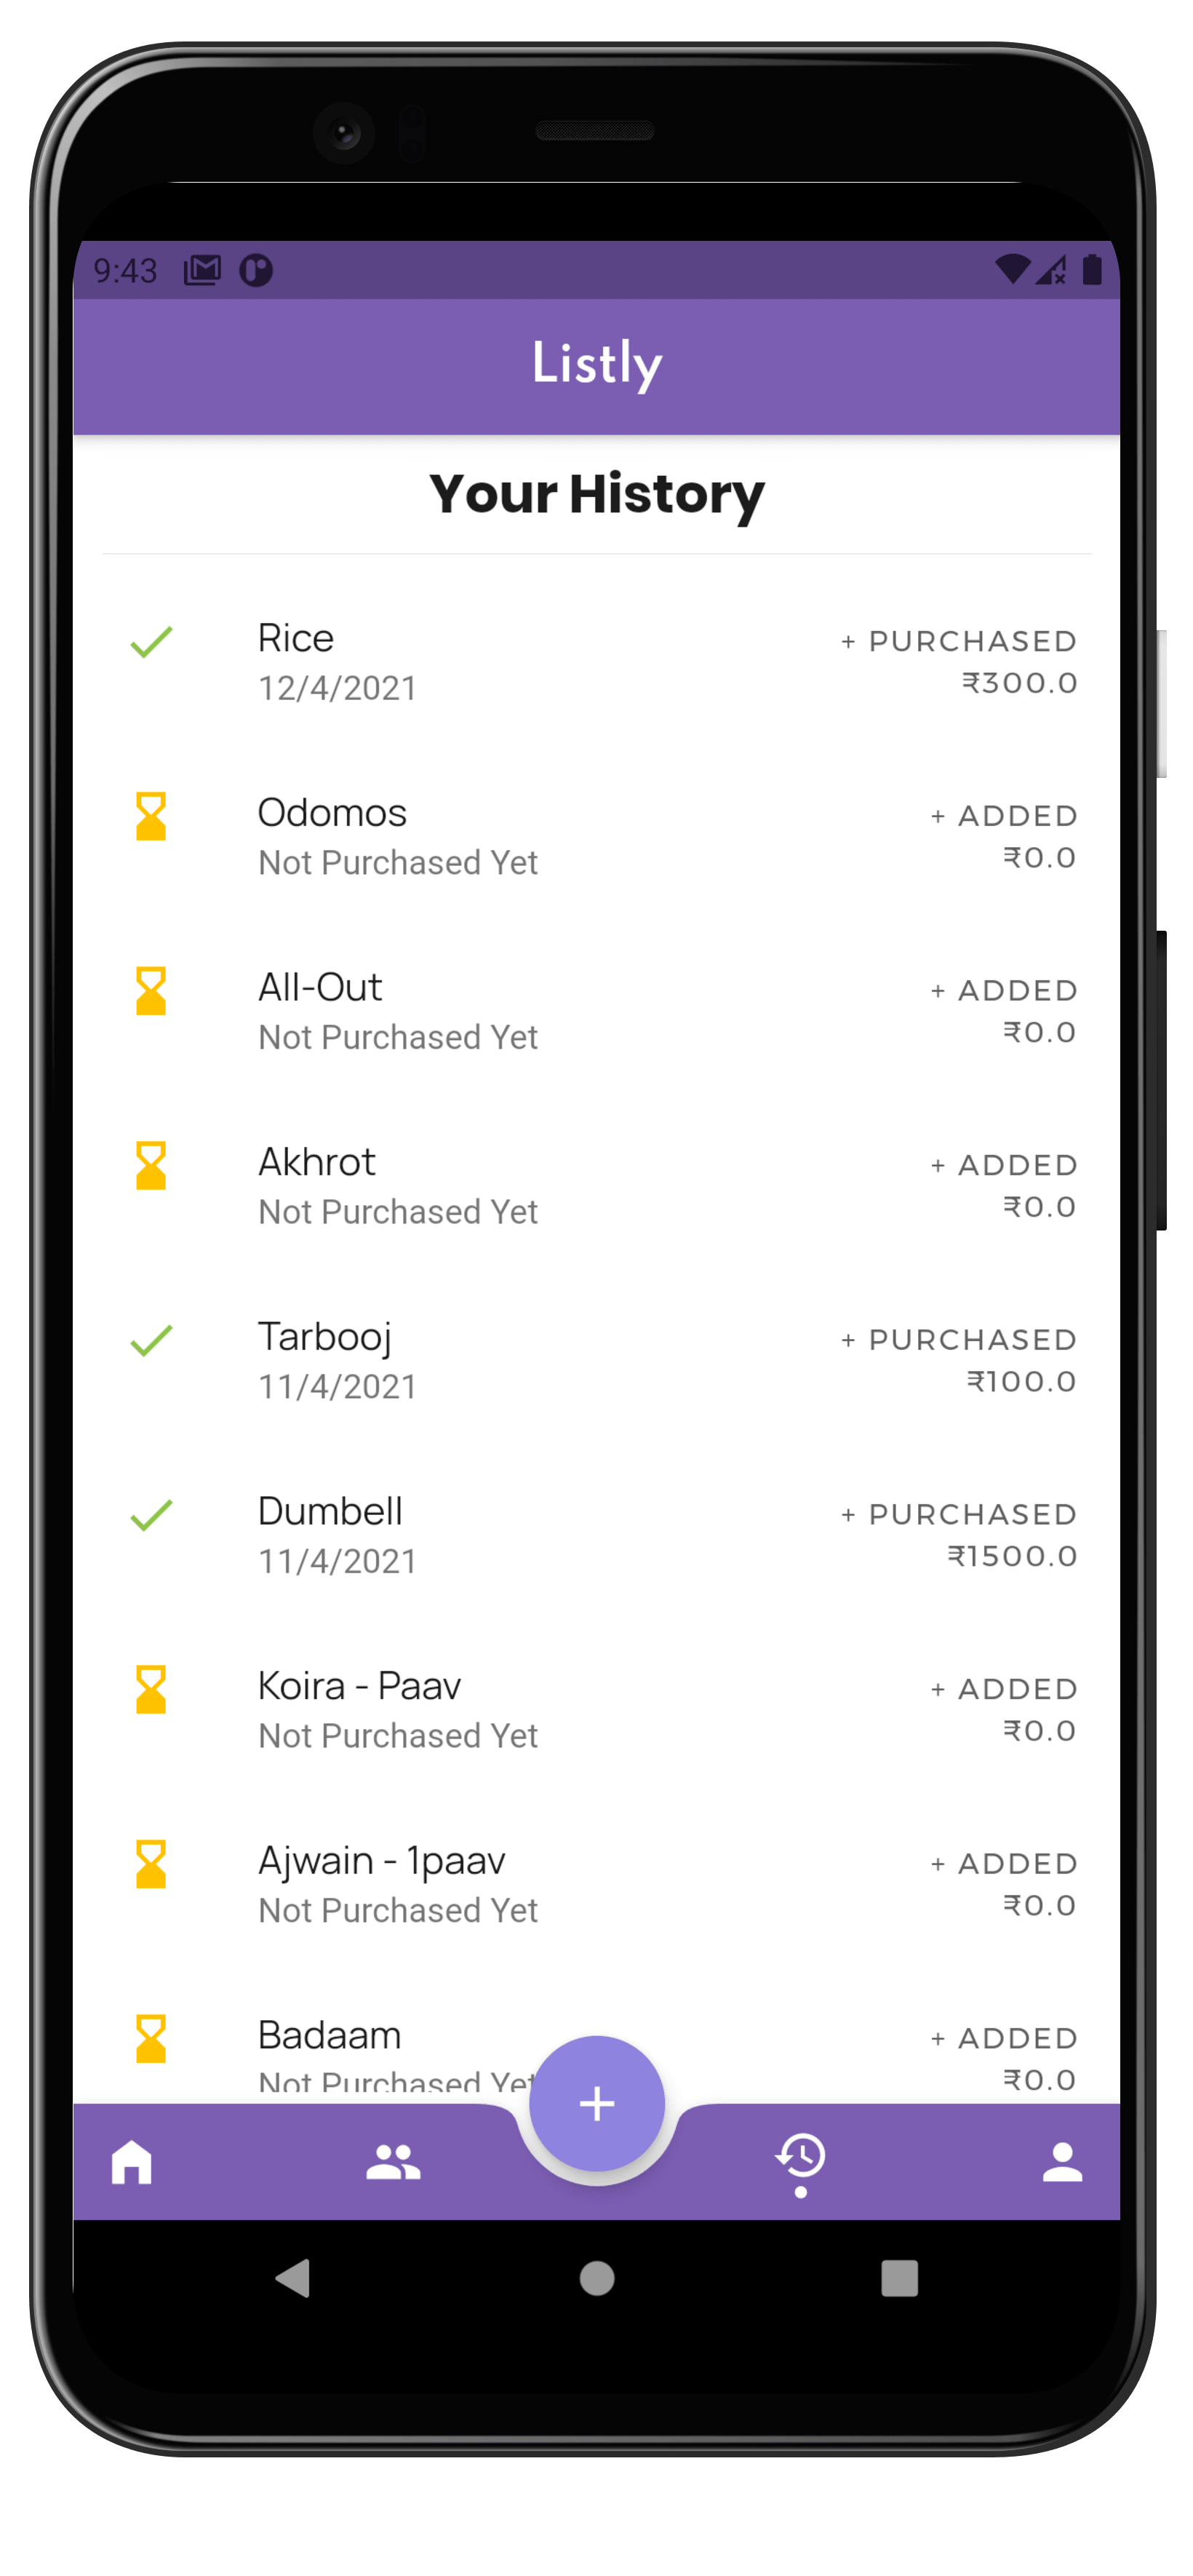 9:43
Listly
Your History
Rice
+ PURCHASED
12/4/2021
₹300.0
Odomos
+ ADDED
Not Purchased Yet
₹0.0
All-Out
+ ADDED
Not Purchased Yet
₹0.0
Akhrot
+ ADDED
Not Purchased Yet
₹0.0
Tarbooj
+ PURCHASED
11/4/2021
₹100.0
Dumbell
+ PURCHASED
11/4/2021
₹1500.0
Koira - Paav
+ ADDED
Not Purchased Yet
₹0.0
Ajwain - 1paav
+ ADDED
Not Purchased Yet
₹0.0
Badaam
+ ADDED
Not Purchased Yet
₹0.0
+